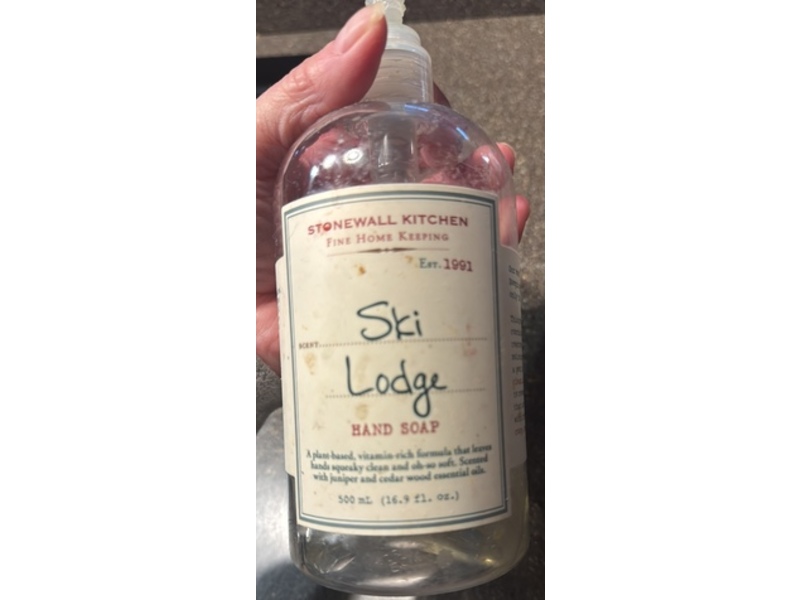 STONEWALL KITCHEN
FINE HOME KEEPING
EST. 1991
Ski
SCENT
Lodge
HAND SOAP
A plant-based, vitamin-rich formula that leaves
hands squeaky clean and oh-so soft. Scented
with juniper and cedar wood essential oils.
500 mL (16.9 fl. oz.)